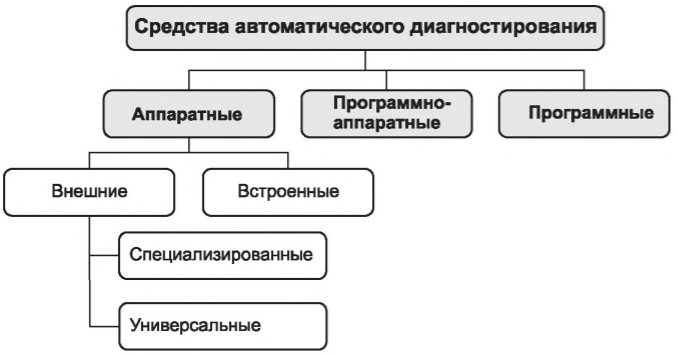 Средства автоматического диагностирования
Аппаратные
Программно-
аппаратные
Программные
Внешние
Встроенные
Специализированные
Универсальные